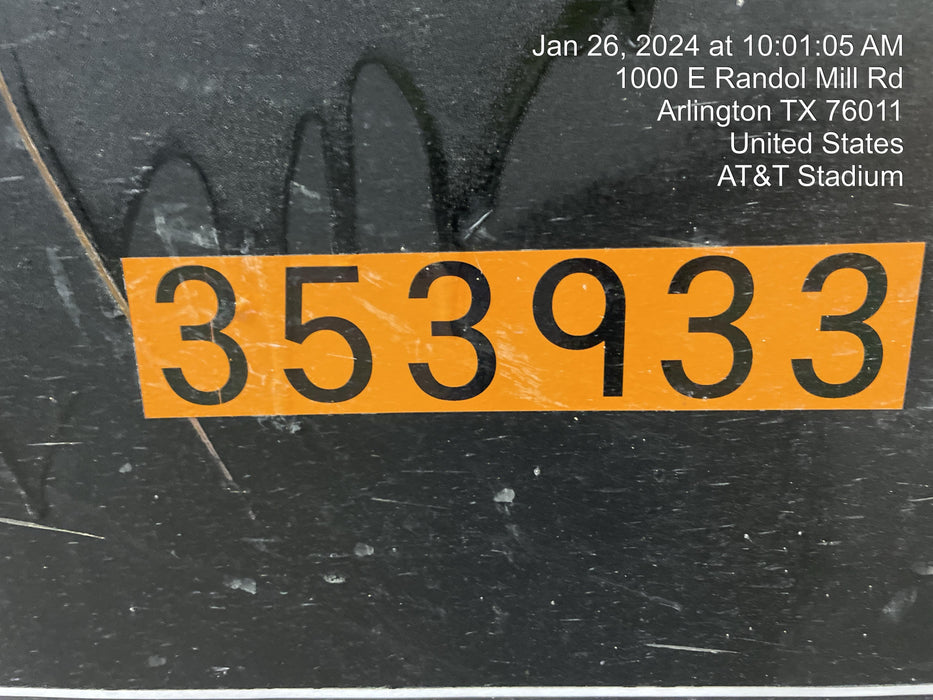 Jan 26, 2024 at 10:01:05 AM
1000 E Randol Mill Rd
Arlington TX 76011
United States
AT&T Stadium
353933